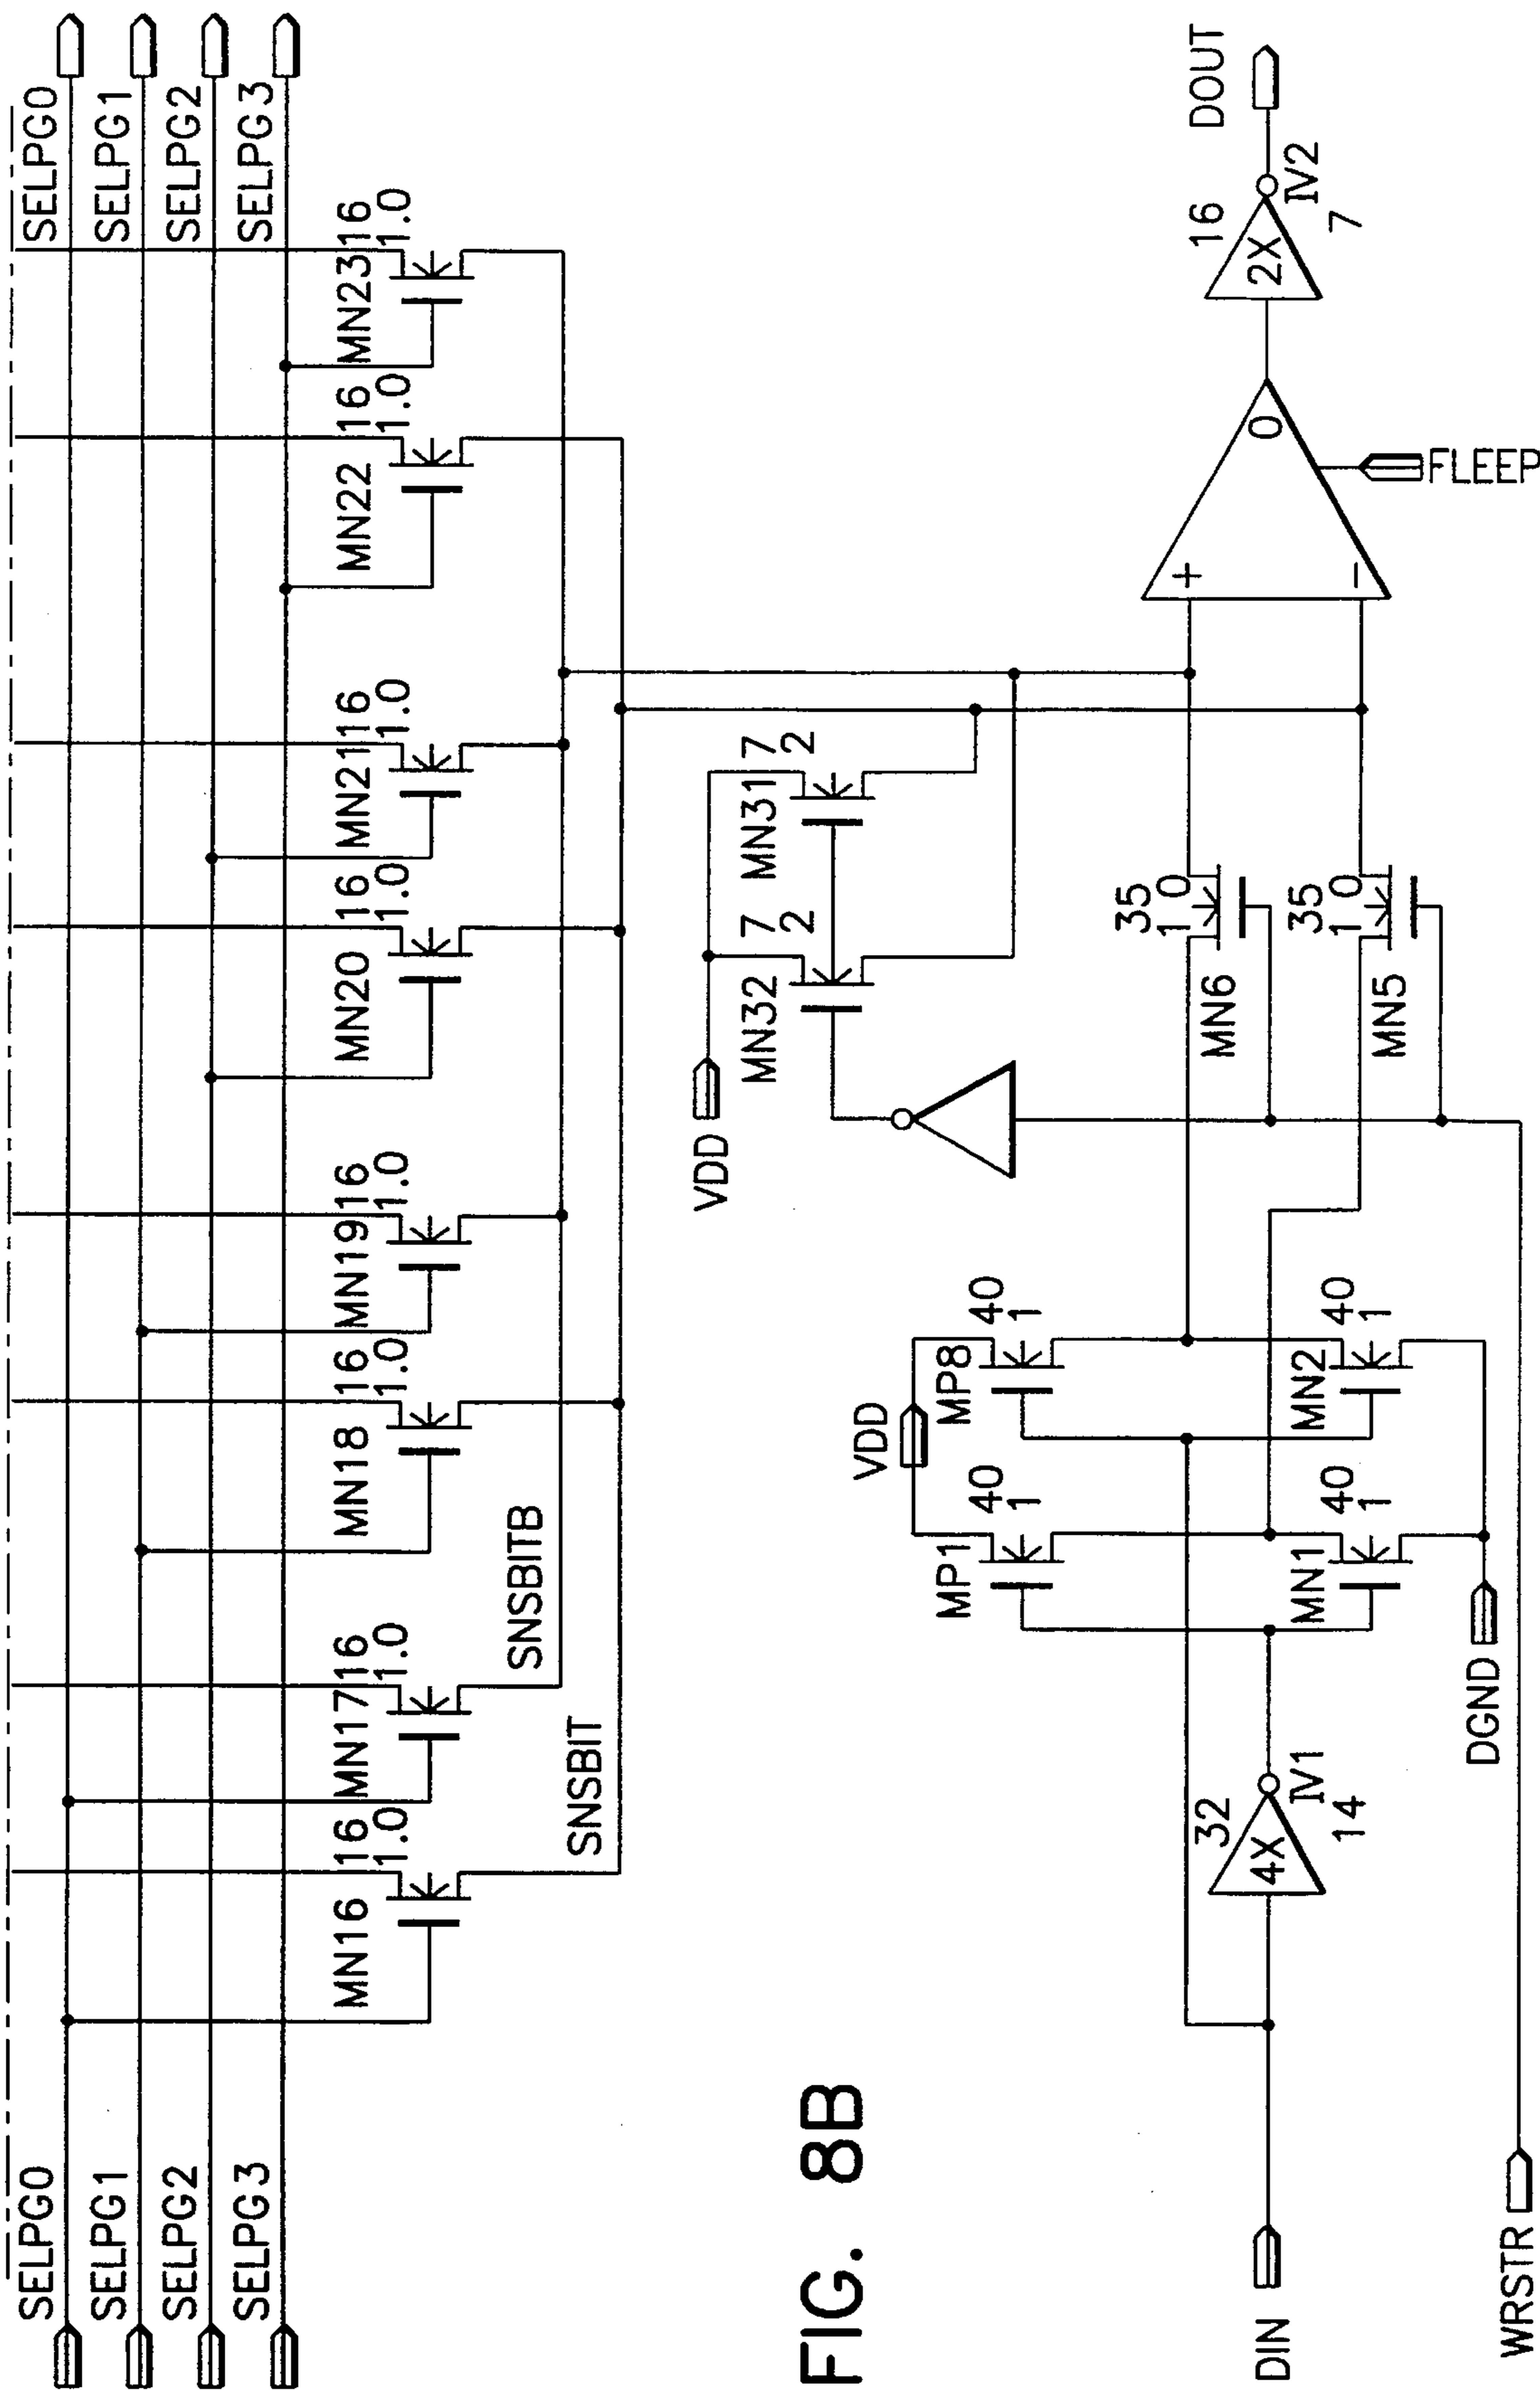 SELPG0
SELPG1
SELPG2
SELPG3
SELPG0
SELPG1
SELPG2
SELPG3
MN16 16
1.0
MN17 16
1.0
MN18 16
1.0
MN19 16
1.0
MN20 16
1.0
MN21 16
1.0
MN22 16
1.0
MN23 16
1.0
SNSBITB
SNSBIT
VDD
MN32 7
2
MN31 7
2
FIG. 8B
VDD
MP1 40
1
MP8 40
1
MN1 40
1
MN2 40
1
DGND
DIN
32
4X
IV1
14
35
1 0
MN6
35
1 0
MN5
+
−
0
FLEEP
16
2X
IV2
7
DOUT
WRSTR